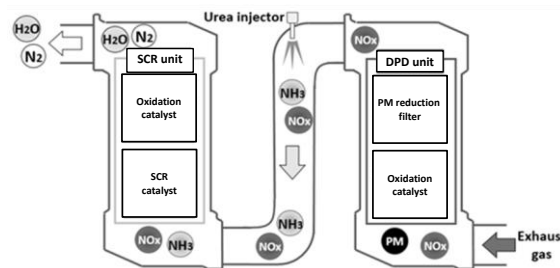 Urea injector
H2O
N2
H2O
N2
NOx
SCR unit
DPD unit
Oxidation
catalyst
PM reduction
filter
NH3
NOx
SCR
catalyst
Oxidation
catalyst
NOx
NH3
NOx
NH3
PM
NOx
Exhaus
gas